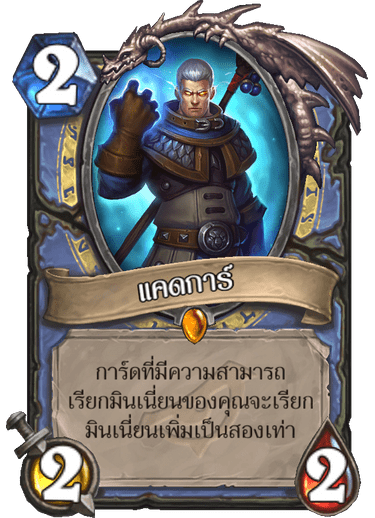 2
แคดการ์
การ์ดที่มีความสามารถ
เรียกมินเนี่ยนของคุณจะเรียก
มินเนี่ยนเพิ่มเป็นสองเท่า
2
2